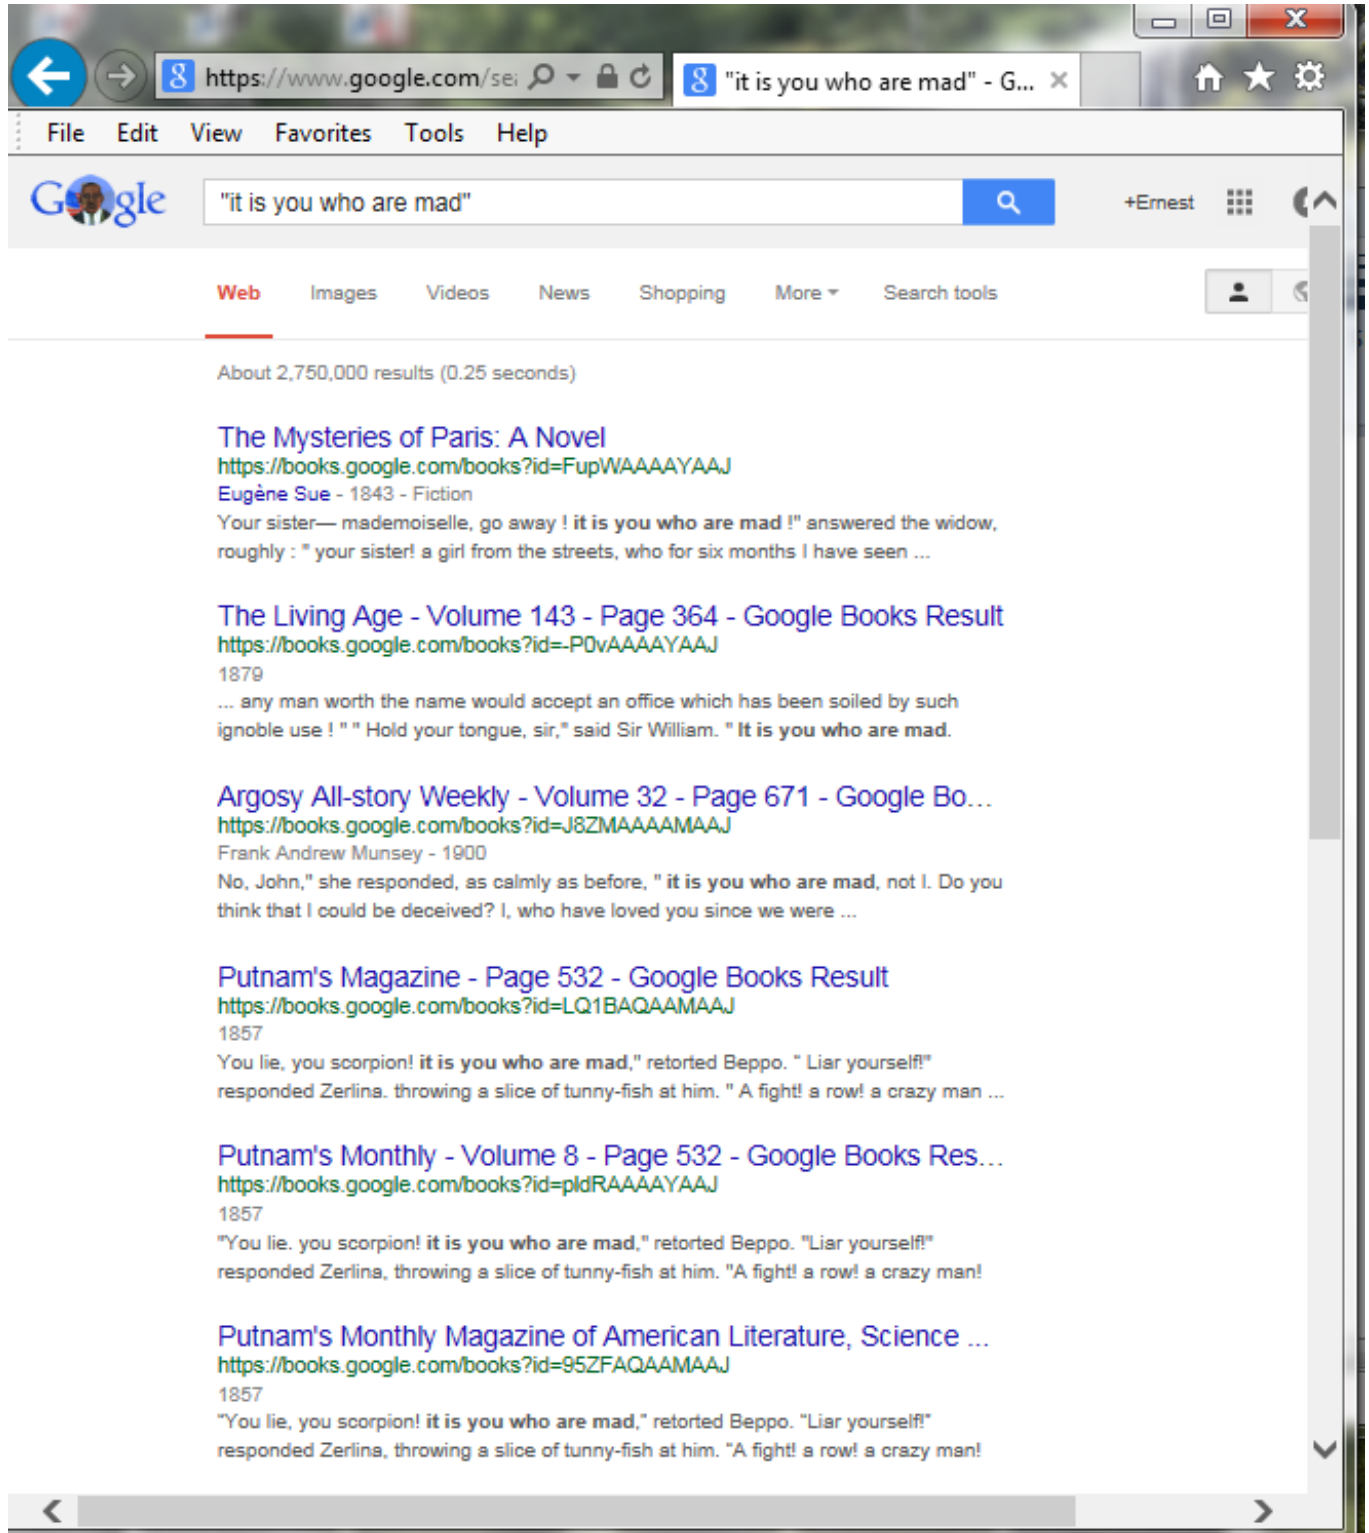 https://www.google.com/se
"it is you who are mad" - G...
File Edit View Favorites Tools Help
Google
"it is you who are mad"
+Ernest
Web Images Videos News Shopping More Search tools
About 2,750,000 results (0.25 seconds)
The Mysteries of Paris: A Novel
https://books.google.com/books?id=FupWAAAAYAAJ
Eugène Sue - 1843 - Fiction
Your sister— mademoiselle, go away ! it is you who are mad !" answered the widow,
roughly : " your sister! a girl from the streets, who for six months I have seen ...
The Living Age - Volume 143 - Page 364 - Google Books Result
https://books.google.com/books?id=-P0vAAAAYAAJ
1879
... any man worth the name would accept an office which has been soiled by such
ignoble use ! " " Hold your tongue, sir," said Sir William. " It is you who are mad.
Argosy All-story Weekly - Volume 32 - Page 671 - Google Bo...
https://books.google.com/books?id=J8ZMAAAAMAAJ
Frank Andrew Munsey - 1900
No, John," she responded, as calmly as before, " it is you who are mad, not I. Do you
think that I could be deceived? I, who have loved you since we were ...
Putnam's Magazine - Page 532 - Google Books Result
https://books.google.com/books?id=LQ1BAQAAMAAJ
1857
You lie, you scorpion! it is you who are mad," retorted Beppo. " Liar yourself!"
responded Zerlina. throwing a slice of tunny-fish at him. " A fight! a row! a crazy man ...
Putnam's Monthly - Volume 8 - Page 532 - Google Books Res...
https://books.google.com/books?id=pldRAAAAYAAJ
1857
"You lie. you scorpion! it is you who are mad," retorted Beppo. "Liar yourself!"
responded Zerlina, throwing a slice of tunny-fish at him. "A fight! a row! a crazy man!
Putnam's Monthly Magazine of American Literature, Science ...
https://books.google.com/books?id=95ZFAQAAMAAJ
1857
"You lie, you scorpion! it is you who are mad," retorted Beppo. "Liar yourself!"
responded Zerlina, throwing a slice of tunny-fish at him. "A fight! a row! a crazy man!